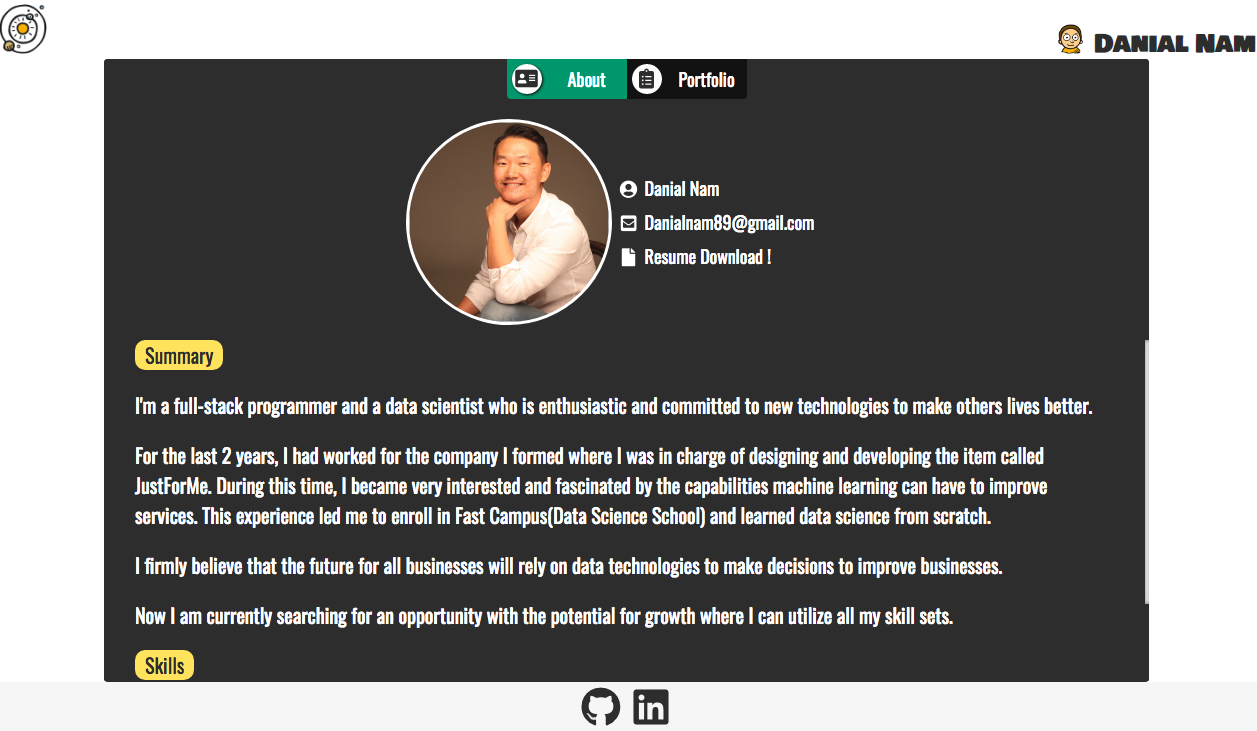 Danial Nam
About Portfolio
Danial Nam
Danialnam89@gmail.com
Resume Download !
Summary
I'm a full-stack programmer and a data scientist who is enthusiastic and committed to new technologies to make others lives better.
For the last 2 years, I had worked for the company I formed where I was in charge of designing and developing the item called
JustForMe. During this time, I became very interested and fascinated by the capabilities machine learning can have to improve
services. This experience led me to enroll in Fast Campus(Data Science School) and learned data science from scratch.
I firmly believe that the future for all businesses will rely on data technologies to make decisions to improve businesses.
Now I am currently searching for an opportunity with the potential for growth where I can utilize all my skill sets.
Skills
in